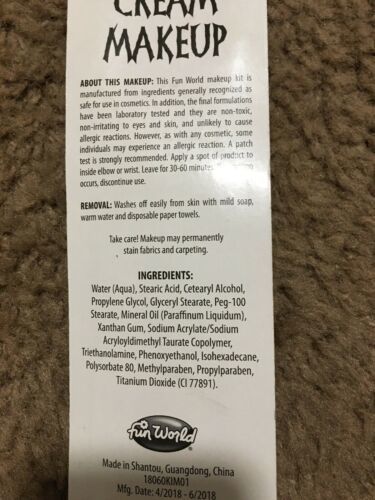 CREAM
MAKEUP
ABOUT THIS MAKEUP: This Fun World makeup kit is
manufactured from ingredients generally recognized as
safe for use in cosmetics. In addition, the final formulations
have been laboratory tested and they are non-toxic,
non-irritating to eyes and skin, and unlikely to cause
allergic reactions. However, as with any cosmetic, some
individuals may experience an allergic reaction. A patch
test is strongly recommended. Apply a spot of product to
inside elbow or wrist. Leave for 30-60 minutes.
occurs, discontinue use.
REMOVAL: Washes off easily from skin with mild soap,
warm water and disposable paper towels.
Take care! Makeup may permanently
stain fabrics and carpeting.
INGREDIENTS:
Water (Aqua), Stearic Acid, Cetearyl Alcohol,
Propylene Glycol, Glyceryl Stearate, Peg-100
Stearate, Mineral Oil (Paraffinum Liquidum),
Xanthan Gum, Sodium Acrylate/Sodium
Acryloyldimethyl Taurate Copolymer,
Triethanolamine, Phenoxyethanol, Isohexadecane,
Polysorbate 80, Methylparaben, Propylparaben,
Titanium Dioxide (CI 77891).
Fun World
Made in Shantou, Guangdong, China
18060KIM01
Mfg. Date: 4/2018 - 6/2018